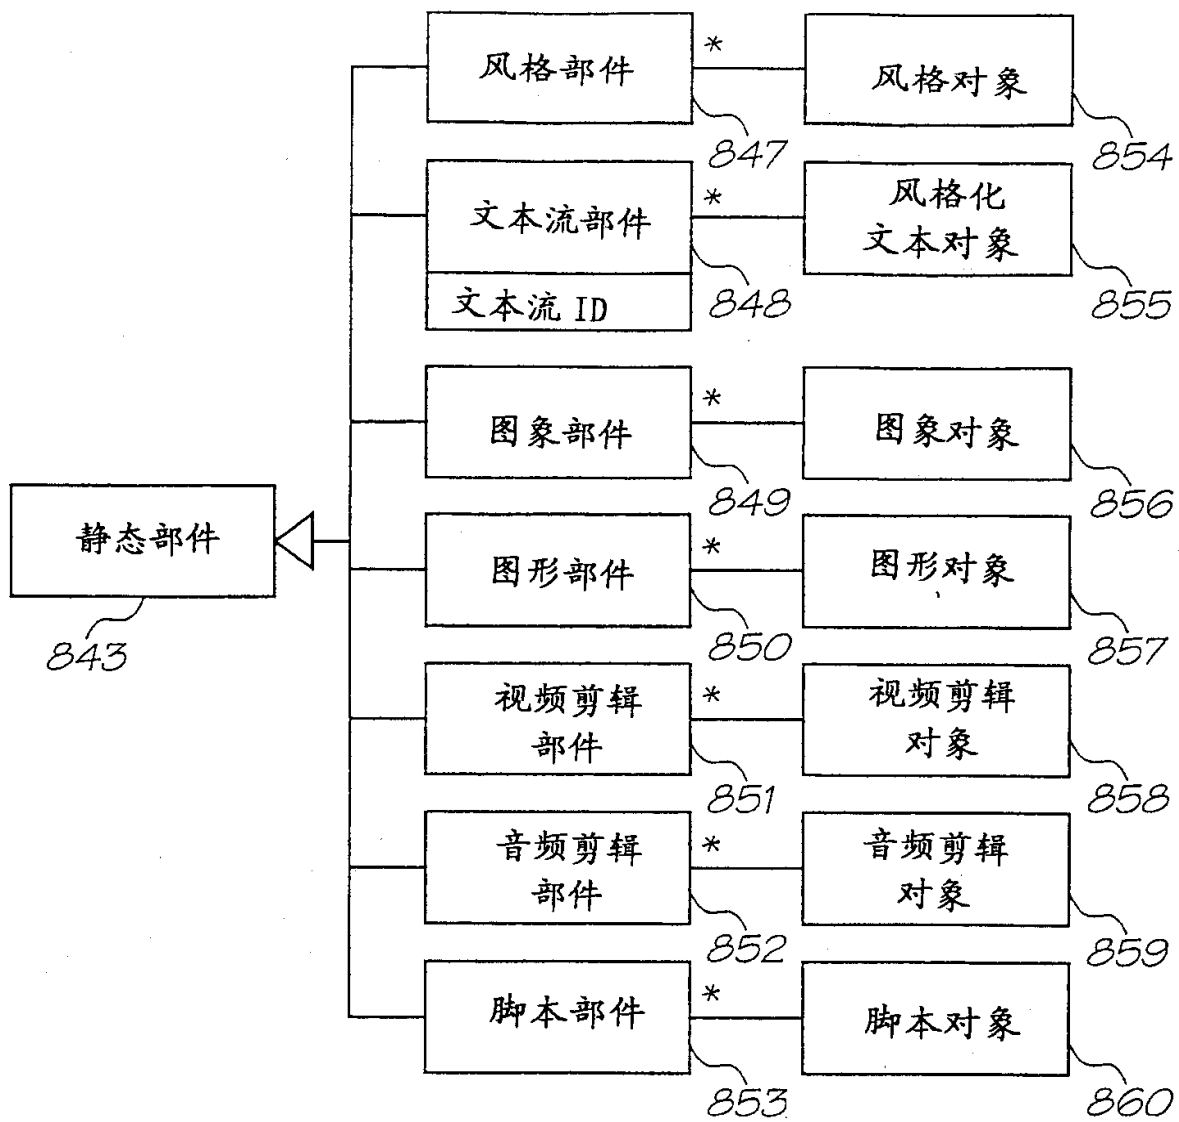 风格部件
*
风格对象
847
854
文本流部件
*
风格化
文本对象
848
855
文本流 ID
图象部件
*
图象对象
849
856
静态部件
843
图形部件
*
图形对象
850
857
视频剪辑
部件
*
视频剪辑
对象
851
858
音频剪辑
部件
*
音频剪辑
对象
852
859
脚本部件
*
脚本对象
853
860